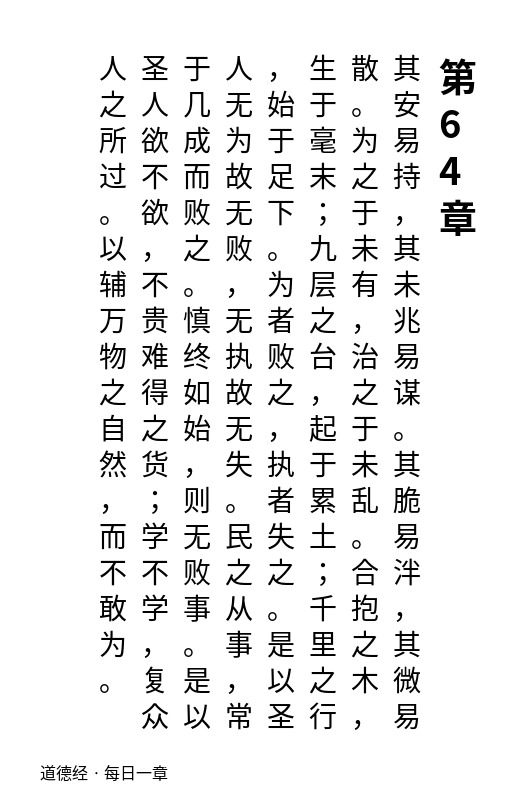 第64章
其安易持，其未兆易谋。其脆易泮，其微易
散。为之于未有，治之于未乱。合抱之木，
生于毫末；九层之台，起于累土；千里之行
，始于足下。为者败之，执者失之。是以圣
人无为故无败，无执故无失。民之从事，常
于几成而败之。慎终如始，则无败事。是以
圣人欲不欲，不贵难得之货；学不学，复众
人之所过。以辅万物之自然，而不敢为。
道德经 · 每日一章